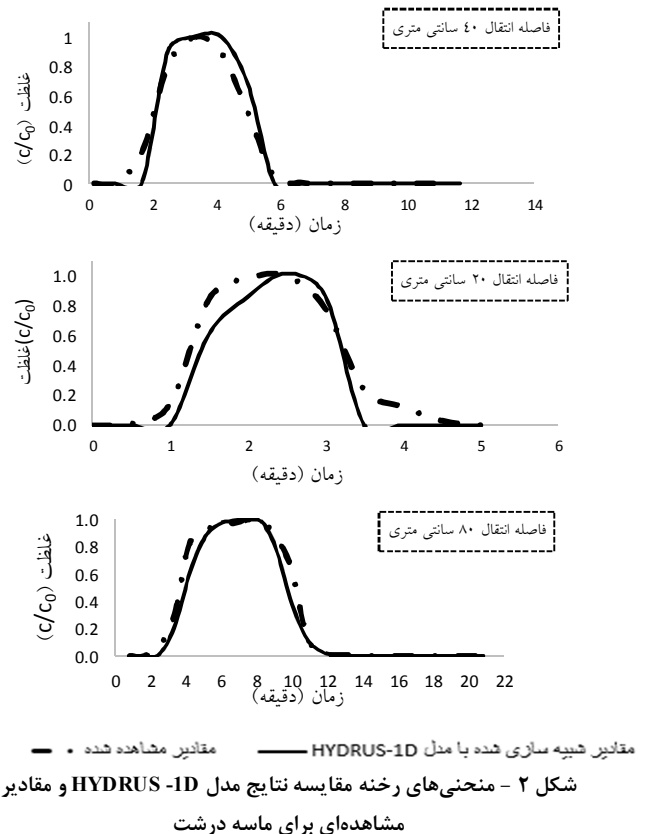 فاصله انتقال ٤٠ سانتی متری
غلظت (c/c0)
1
0.8
0.6
0.4
0.2
0
0 2 4 6 8 10 12 14
زمان (دقیقه)
فاصله انتقال ٢٠ سانتی متری
غلظت(c/c0)
1.0
0.8
0.6
0.4
0.2
0.0
0 1 2 3 4 5 6
زمان (دقیقه)
فاصله انتقال ٨٠ سانتی متری
غلظت (c/c0)
1.0
0.8
0.6
0.4
0.2
0.0
0 2 4 6 8 10 12 14 16 18 20 22
زمان (دقیقه)
مقادیر شبیه سازی شده با مدل HYDRUS-1D مقادیر مشاهده شده
شکل ٢ - منحنی‌های رخنه مقایسه نتایج مدل HYDRUS -1D و مقادیر
مشاهده‌ای برای ماسه درشت